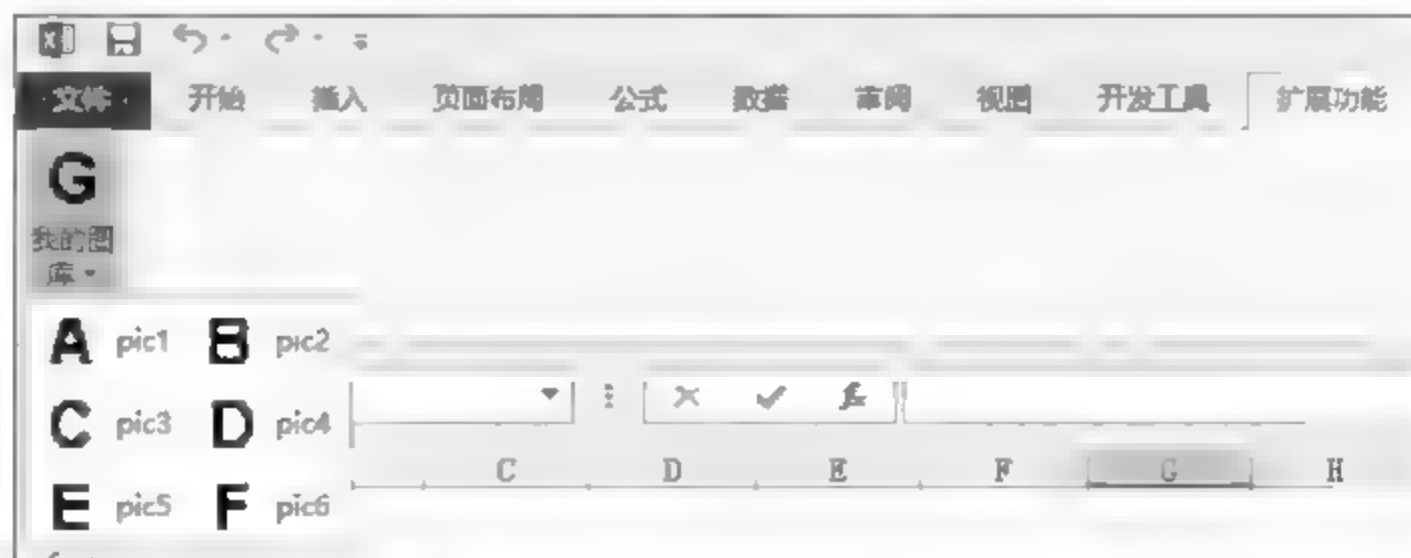 文件 开始 插入 页面布局 公式 数据 审阅 视图 开发工具 扩展功能
G
我的图
库
A pic1 B pic2
C pic3 D pic4
E pic5 F pic6
fx
C D E F G H